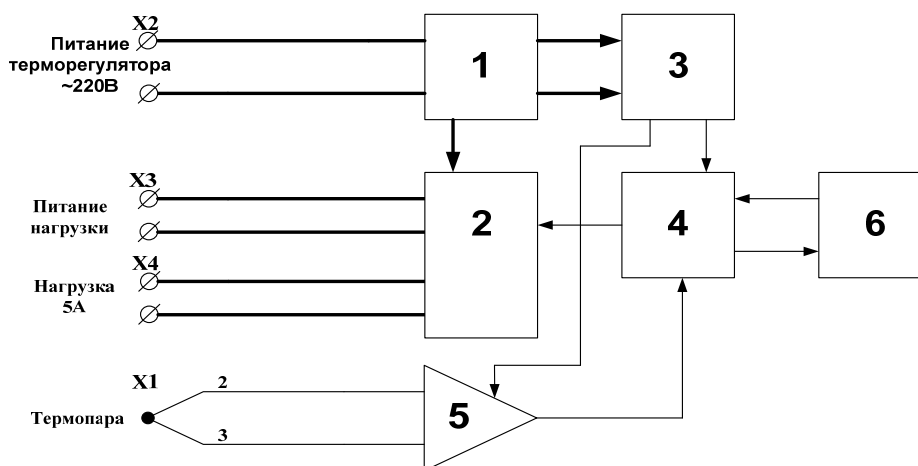 X2
Питание
терморегулятора
~220В
1
3
X3
Питание
нагрузки
2
4
6
X4
Нагрузка
5А
X1
2
Термопара
5
3